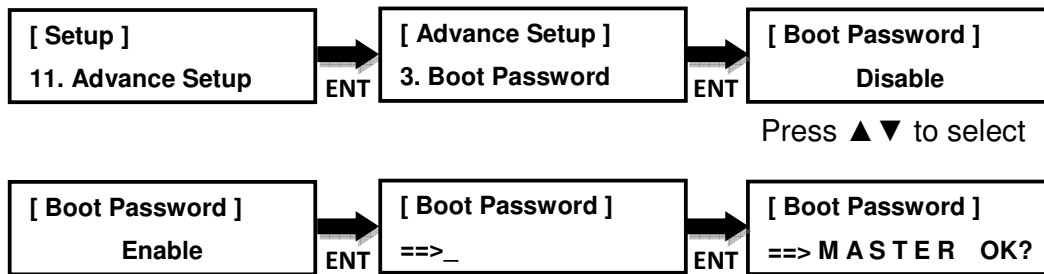 [ Setup ]
11. Advance Setup
ENT
[ Advance Setup ]
3. Boot Password
ENT
[ Boot Password ]
Disable
Press ▲▼ to select
[ Boot Password ]
Enable
ENT
[ Boot Password ]
==>_
ENT
[ Boot Password ]
==> M A S T E R OK?